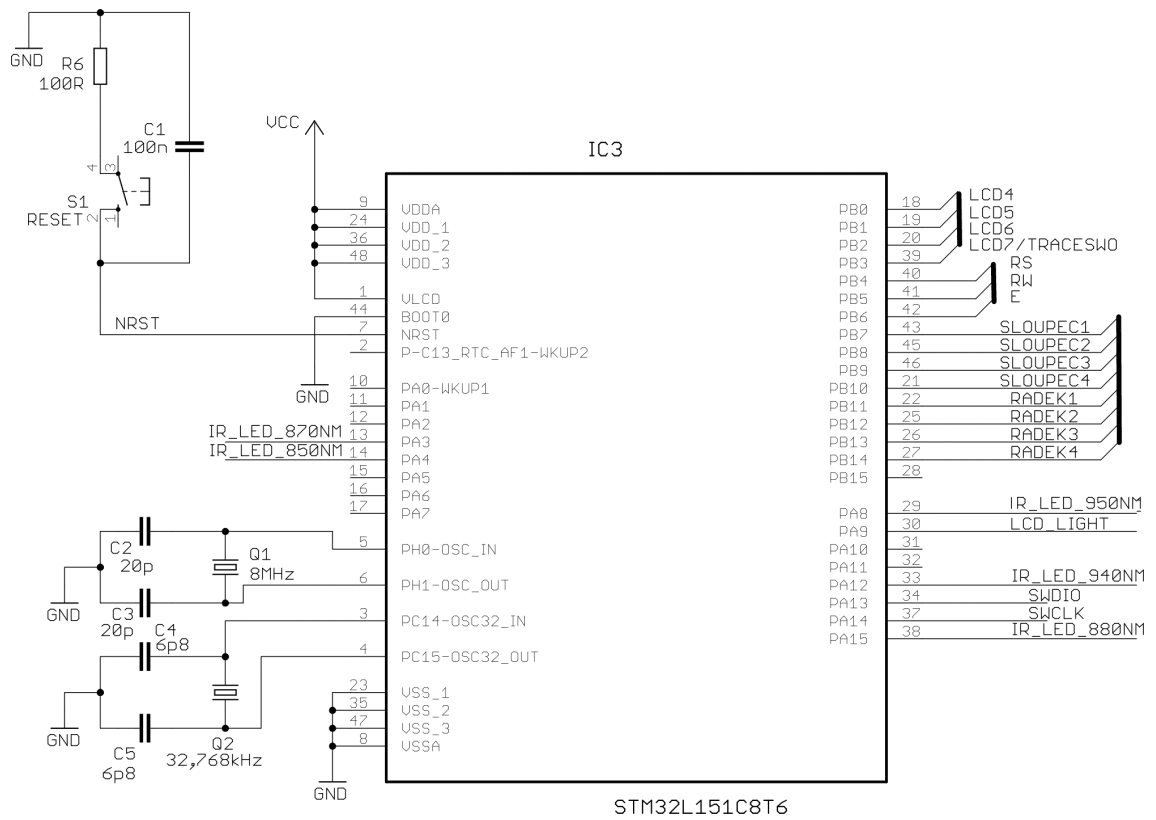 GND
R6
100R
C1
100n
4
3
S1
RESET
2
1
NRST
VCC
IC3
9 VDDA
24 VDD_1
36 VDD_2
48 VDD_3
1 VLCD
44 BOOT0
7 NRST
2 P-C13_RTC_AF1-WKUP2
GND
10 PA0-WKUP1
11 PA1
12 PA2
IR_LED_870NM 13 PA3
IR_LED_850NM 14 PA4
15 PA5
16 PA6
17 PA7
5 PH0-OSC_IN
6 PH1-OSC_OUT
3 PC14-OSC32_IN
4 PC15-OSC32_OUT
23 VSS_1
35 VSS_2
47 VSS_3
8 VSSA
GND
C2
20p
Q1
8MHz
GND
C3
20p
C4
6p8
GND
C5
6p8
Q2
32,768kHz
PB0 18 LCD4
PB1 19 LCD5
PB2 20 LCD6
PB3 39 LCD7/TRACESWO
PB4 40 RS
PB5 41 RW
PB6 42 E
PB7 43 SLOUPEC1
PB8 45 SLOUPEC2
PB9 46 SLOUPEC3
PB10 21 SLOUPEC4
PB11 22 RADEK1
PB12 25 RADEK2
PB13 26 RADEK3
PB14 27 RADEK4
PB15 28
PA8 29 IR_LED_950NM
PA9 30 LCD_LIGHT
PA10 31
PA11 32
PA12 33 IR_LED_940NM
PA13 34 SWDIO
PA14 37 SWCLK
PA15 38 IR_LED_880NM
STM32L151C8T6